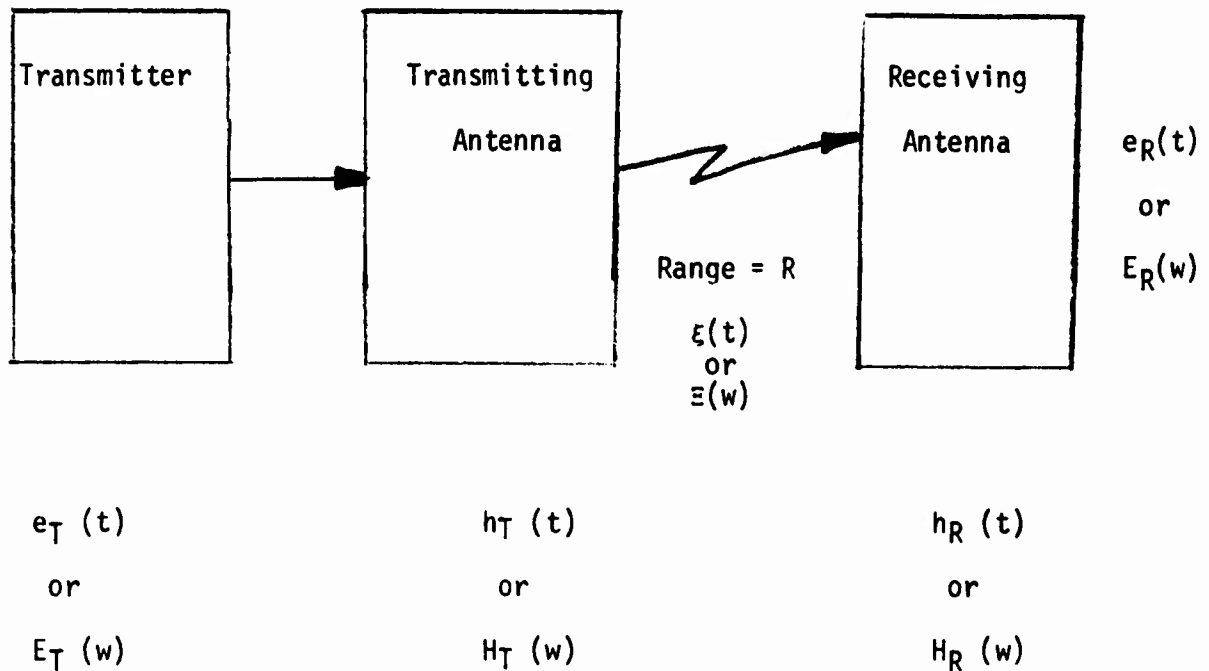 Transmitter
Transmitting
Antenna
Receiving
Antenna
e_R(t)
or
E_R(w)
Range = R
ξ(t)
or
Ξ(w)
e_T (t)
or
E_T (w)
h_T (t)
or
H_T (w)
h_R (t)
or
H_R (w)